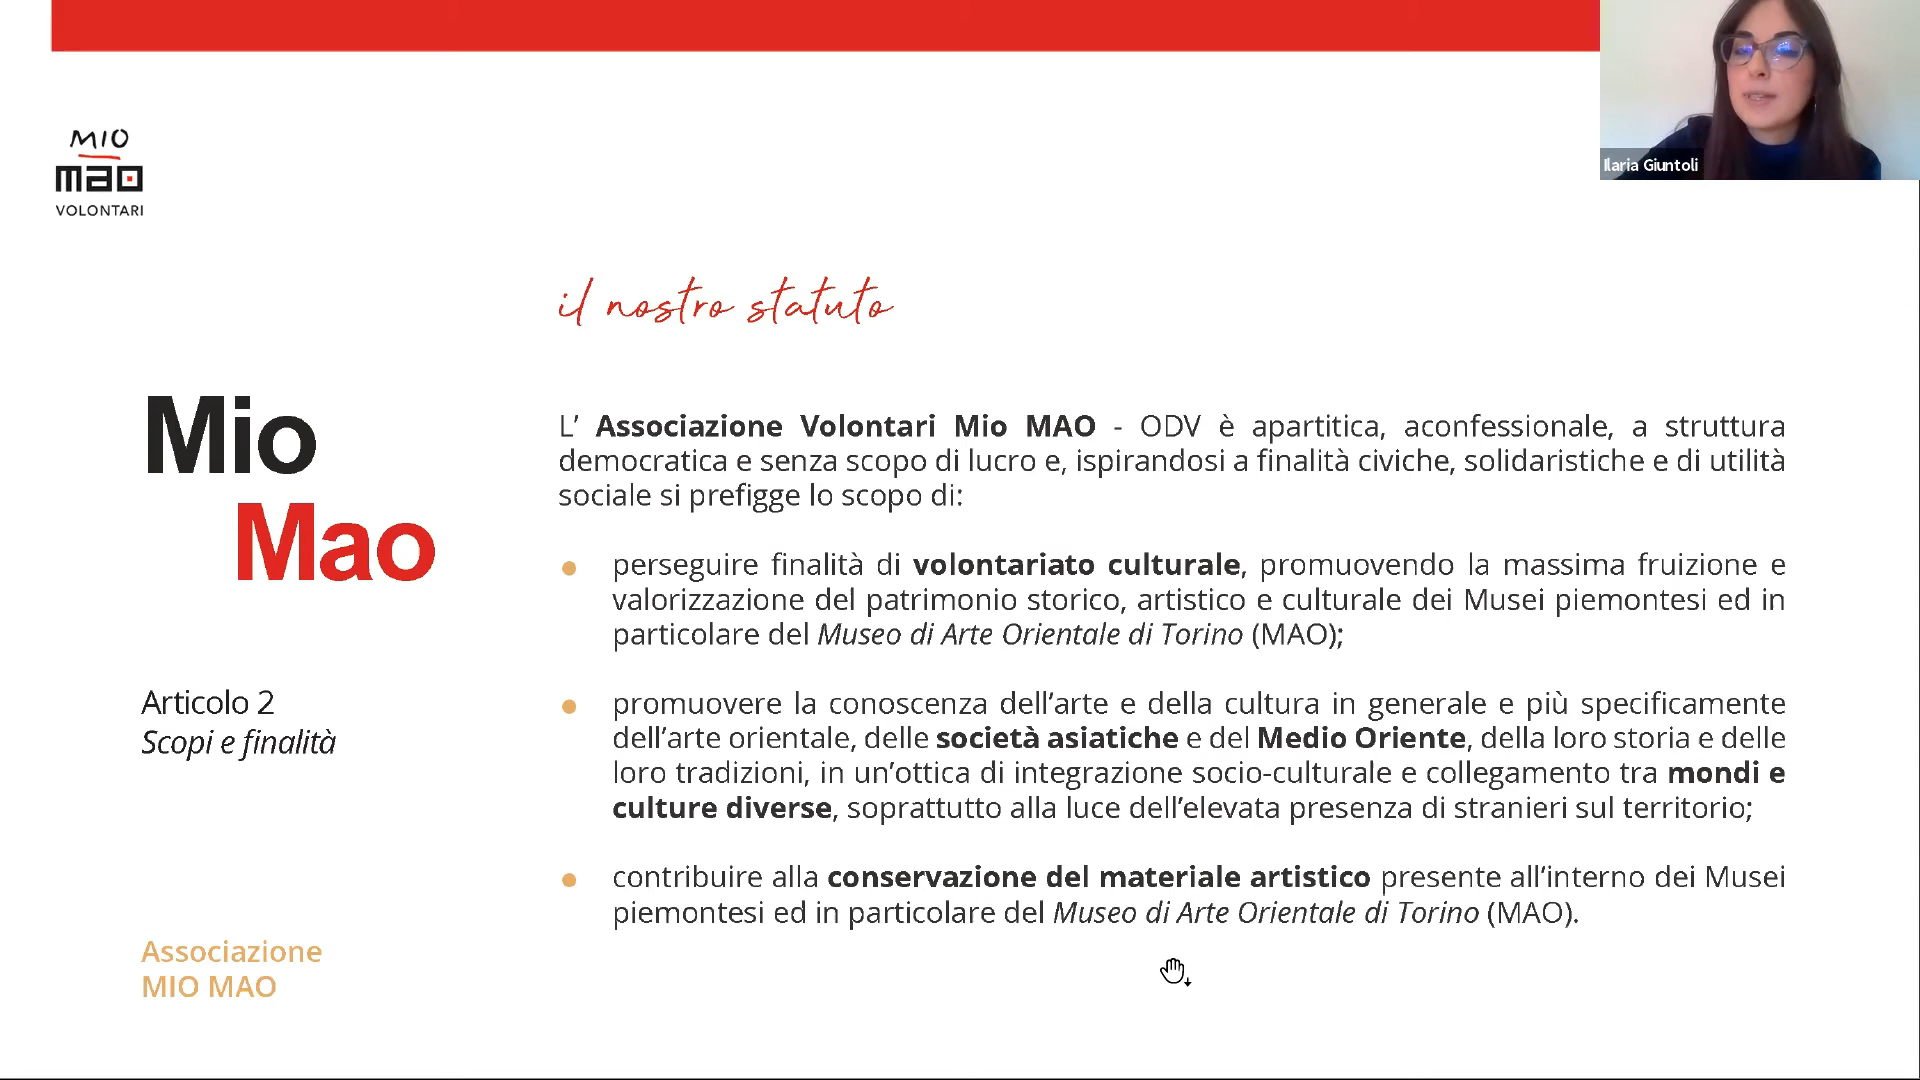 Ilaria Giuntoli
MIO
mao
VOLONTARI
il nostro statuto
Mio
Mao
Articolo 2
Scopi e finalità
Associazione
MIO MAO
L’ Associazione Volontari Mio MAO - ODV è apartitica, aconfessionale, a struttura
democratica e senza scopo di lucro e, ispirandosi a finalità civiche, solidaristiche e di utilità
sociale si prefigge lo scopo di:
perseguire finalità di volontariato culturale, promuovendo la massima fruizione e
valorizzazione del patrimonio storico, artistico e culturale dei Musei piemontesi ed in
particolare del Museo di Arte Orientale di Torino (MAO);
promuovere la conoscenza dell’arte e della cultura in generale e più specificamente
dell’arte orientale, delle società asiatiche e del Medio Oriente, della loro storia e delle
loro tradizioni, in un’ottica di integrazione socio-culturale e collegamento tra mondi e
culture diverse, soprattutto alla luce dell’elevata presenza di stranieri sul territorio;
contribuire alla conservazione del materiale artistico presente all’interno dei Musei
piemontesi ed in particolare del Museo di Arte Orientale di Torino (MAO).